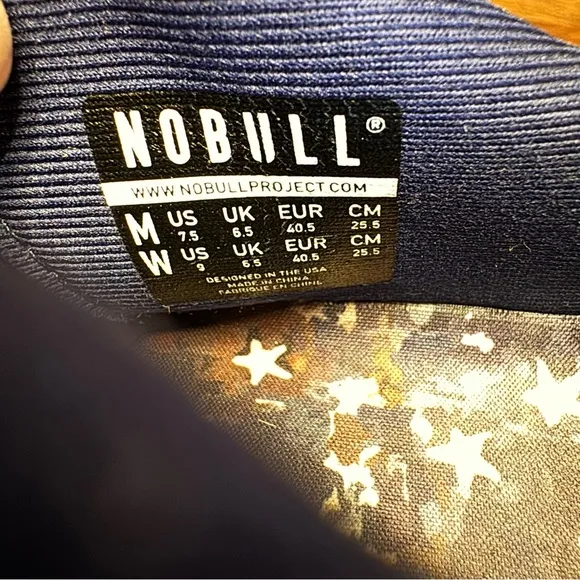 NOBULL®
WWW.NOBULLPROJECT.COM
M US 7.5 UK 6.5 EUR 40.5 CM 25.5
W US 9 UK 6.5 EUR 40.5 CM 25.5
DESIGNED IN THE USA
MADE IN CHINA
FABRIQUE EN CHINE